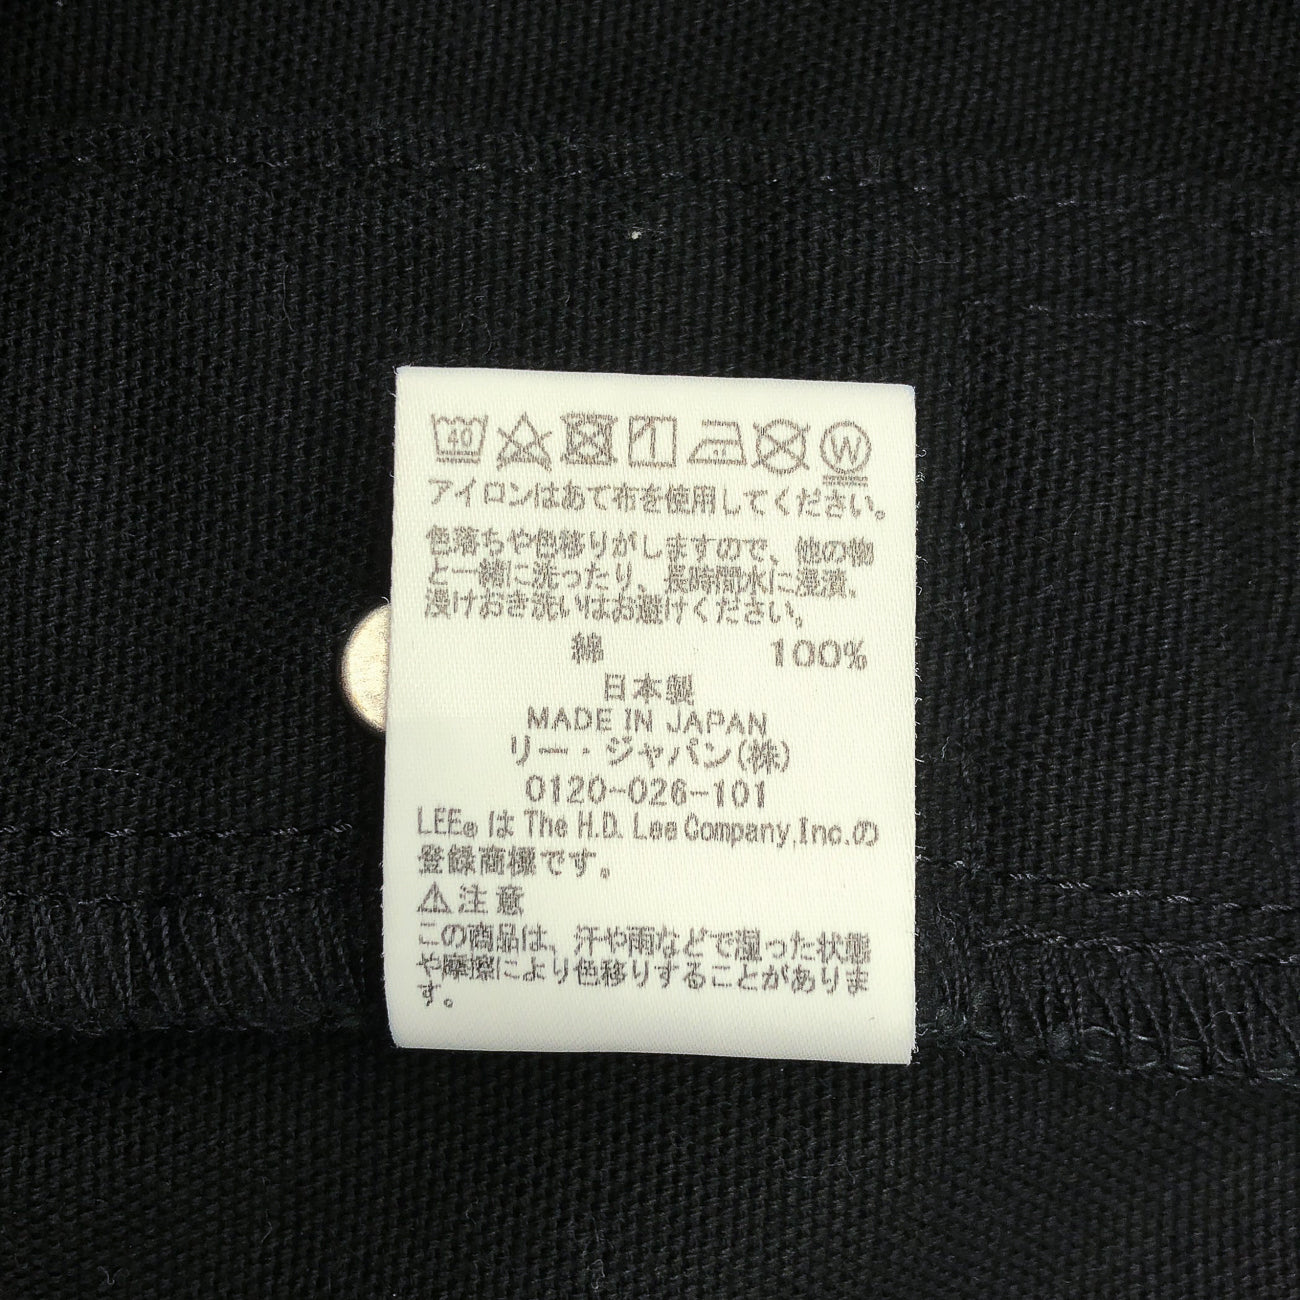 40 W
アイロンはあて布を使用してください。
色落ちや色移りがしますので、他の物
と一緒に洗ったり、長時間水に浸漬、
浸けおき洗いはお避けください。
綿 100%
日本製
MADE IN JAPAN
リー・ジャパン(株)
0120-026-101
LEE® は The H.D. Lee Company,Inc.の
登録商標です。
⚠注意
この商品は、汗や雨などで湿った状態
や摩擦により色移りすることがありま
す。